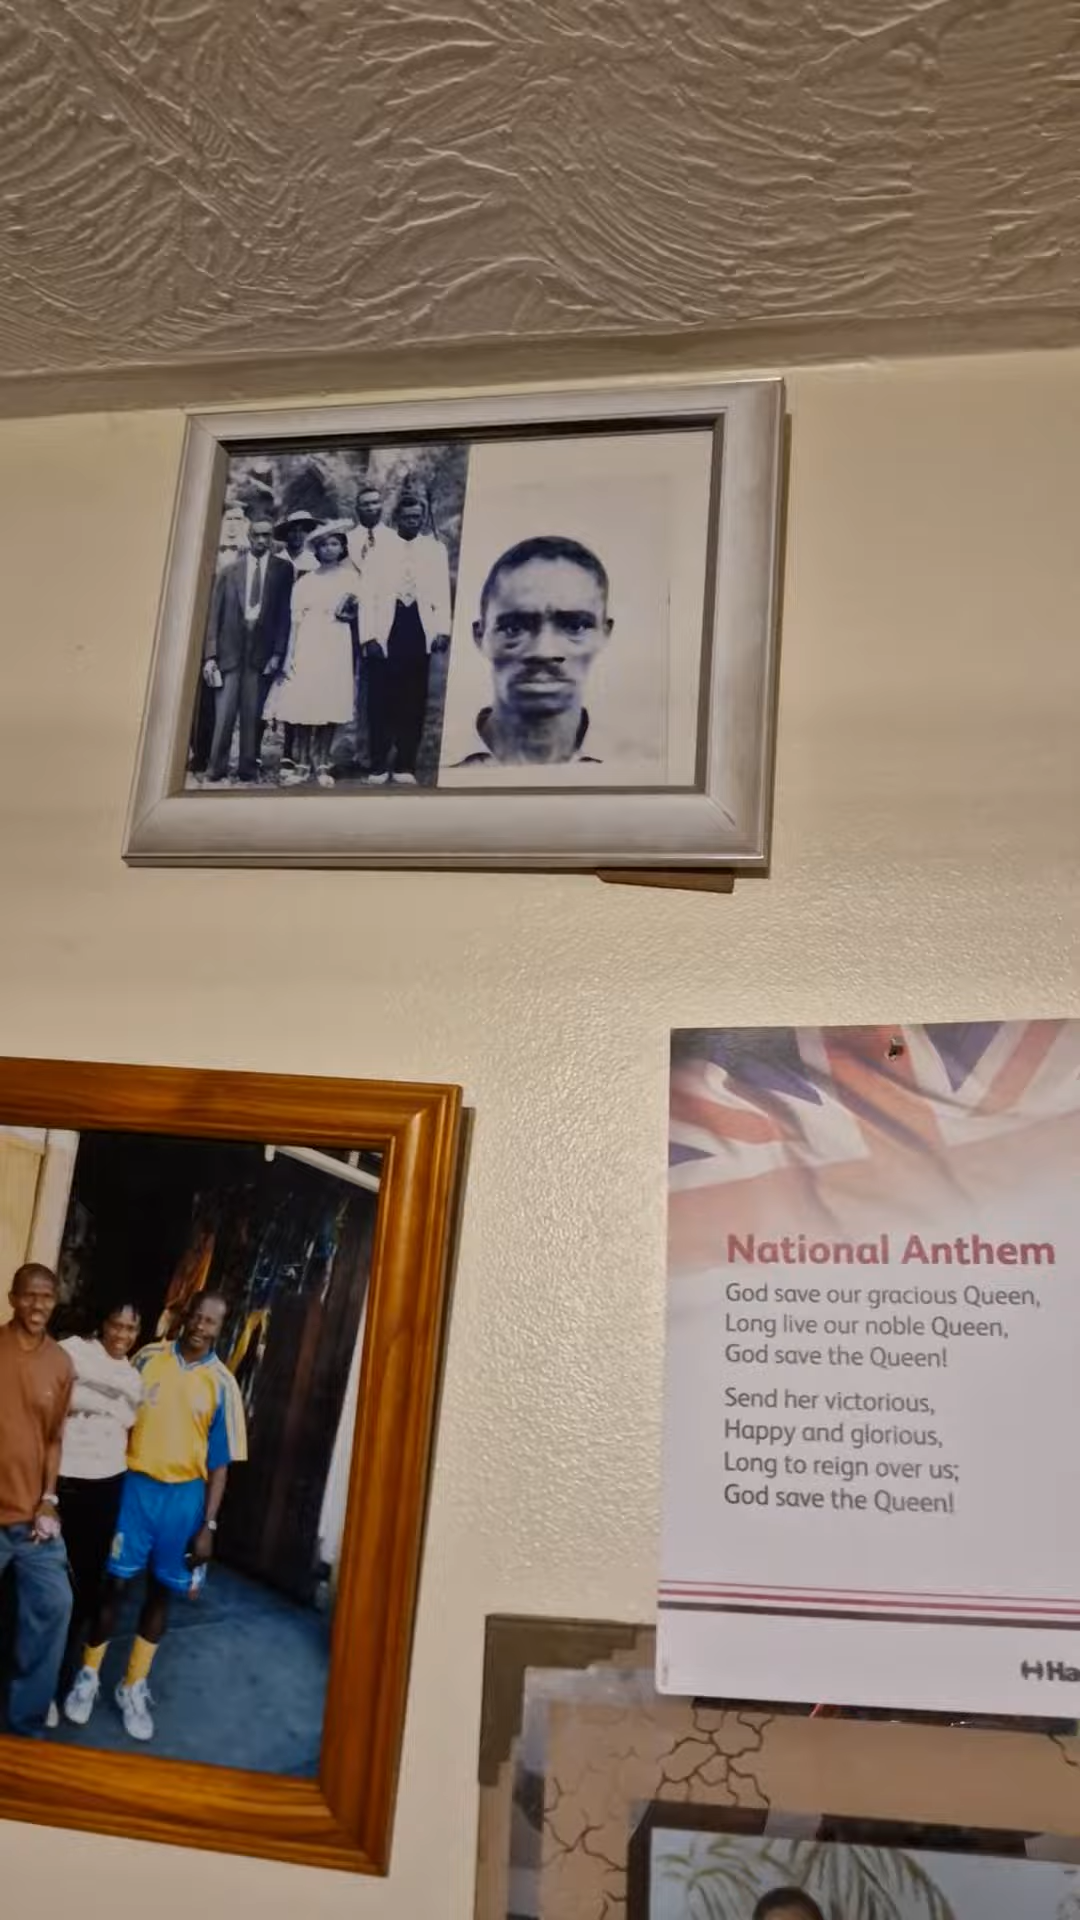 National Anthem
God save our gracious Queen,
Long live our noble Queen,
God save the Queen!
Send her victorious,
Happy and glorious,
Long to reign over us;
God save the Queen!